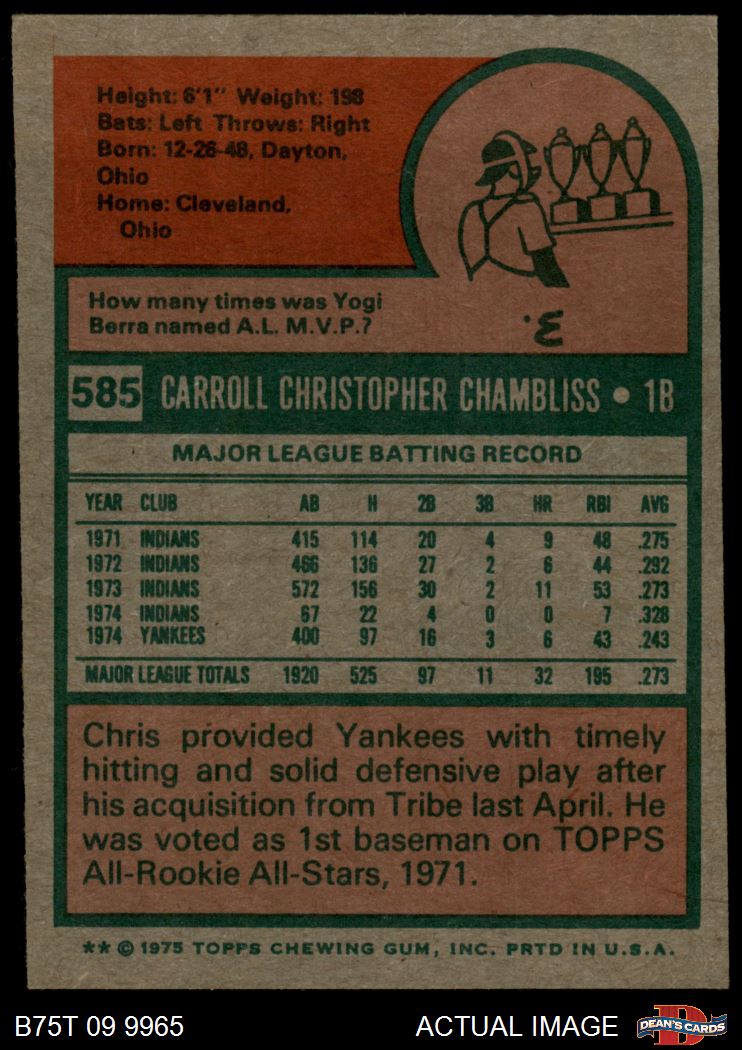 Height: 6'1" Weight: 198
Bats: Left Throws: Right
Born: 12-26-48, Dayton,
Ohio
Home: Cleveland,
Ohio
How many times was Yogi
Berra named A.L. M.V.P.?
3.
585 CARROLL CHRISTOPHER CHAMBLISS • 1B
MAJOR LEAGUE BATTING RECORD
YEAR CLUB AB H 2B 3B HR RBI AVG
1971 INDIANS 415 114 20 4 9 48 .275
1972 INDIANS 466 136 27 2 6 44 .292
1973 INDIANS 572 156 30 2 11 53 .273
1974 INDIANS 67 22 4 0 0 7 .328
1974 YANKEES 400 97 16 3 6 43 .243
MAJOR LEAGUE TOTALS 1920 525 97 11 32 195 .273
Chris provided Yankees with timely
hitting and solid defensive play after
his acquisition from Tribe last April. He
was voted as 1st baseman on TOPPS
All-Rookie All-Stars, 1971.
** © 1975 TOPPS CHEWING GUM, INC. PRTD IN U.S.A.
B75T 09 9965 ACTUAL IMAGE DEAN'S CARDS